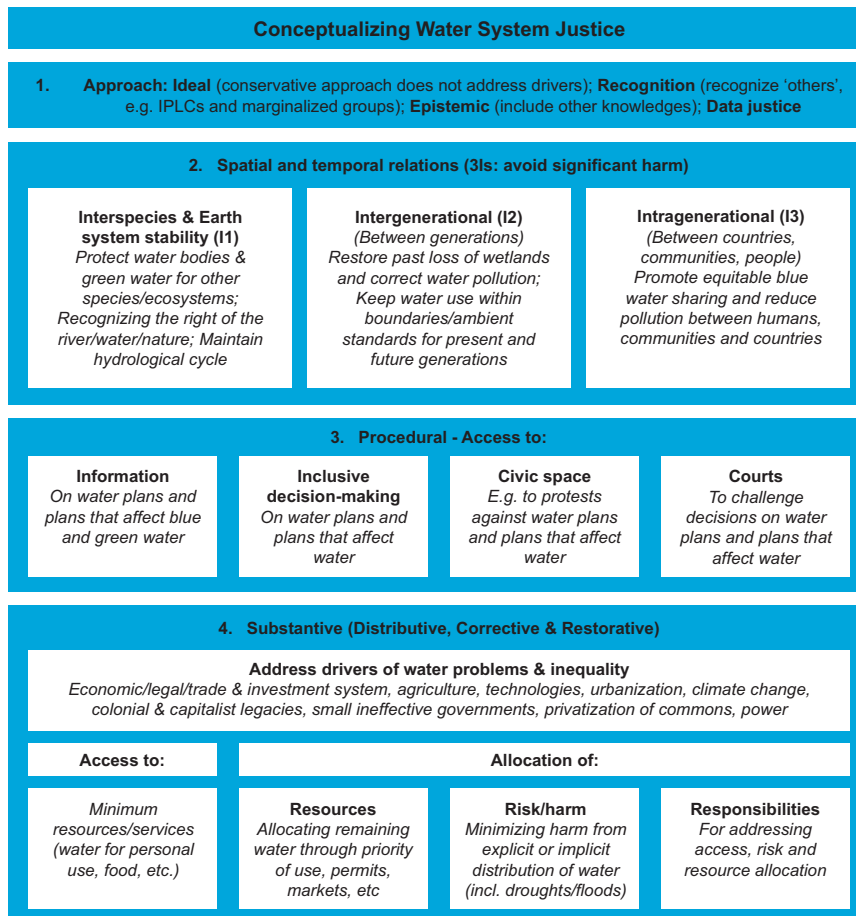 Conceptualizing Water System Justice
1. Approach: Ideal (conservative approach does not address drivers); Recognition (recognize ‘others’,
e.g. IPLCs and marginalized groups); Epistemic (include other knowledges); Data justice
2. Spatial and temporal relations (3Is: avoid significant harm)
Interspecies & Earth
system stability (I1)
Protect water bodies &
green water for other
species/ecosystems;
Recognizing the right of the
river/water/nature; Maintain
hydrological cycle
Intergenerational (I2)
(Between generations)
Restore past loss of wetlands
and correct water pollution;
Keep water use within
boundaries/ambient
standards for present and
future generations
Intragenerational (I3)
(Between countries,
communities, people)
Promote equitable blue
water sharing and reduce
pollution between humans,
communities and countries
3. Procedural - Access to:
Information
On water plans and
plans that affect blue
and green water
Inclusive
decision-making
On water plans and
plans that affect
water
Civic space
E.g. to protests
against water plans
and plans that affect
water
Courts
To challenge
decisions on water
plans and plans that
affect water
4. Substantive (Distributive, Corrective & Restorative)
Address drivers of water problems & inequality
Economic/legal/trade & investment system, agriculture, technologies, urbanization, climate change,
colonial & capitalist legacies, small ineffective governments, privatization of commons, power
Access to:
Allocation of:
Minimum
resources/services
(water for personal
use, food, etc.)
Resources
Allocating remaining
water through priority
of use, permits,
markets, etc
Risk/harm
Minimizing harm from
explicit or implicit
distribution of water
(incl. droughts/floods)
Responsibilities
For addressing
access, risk and
resource allocation